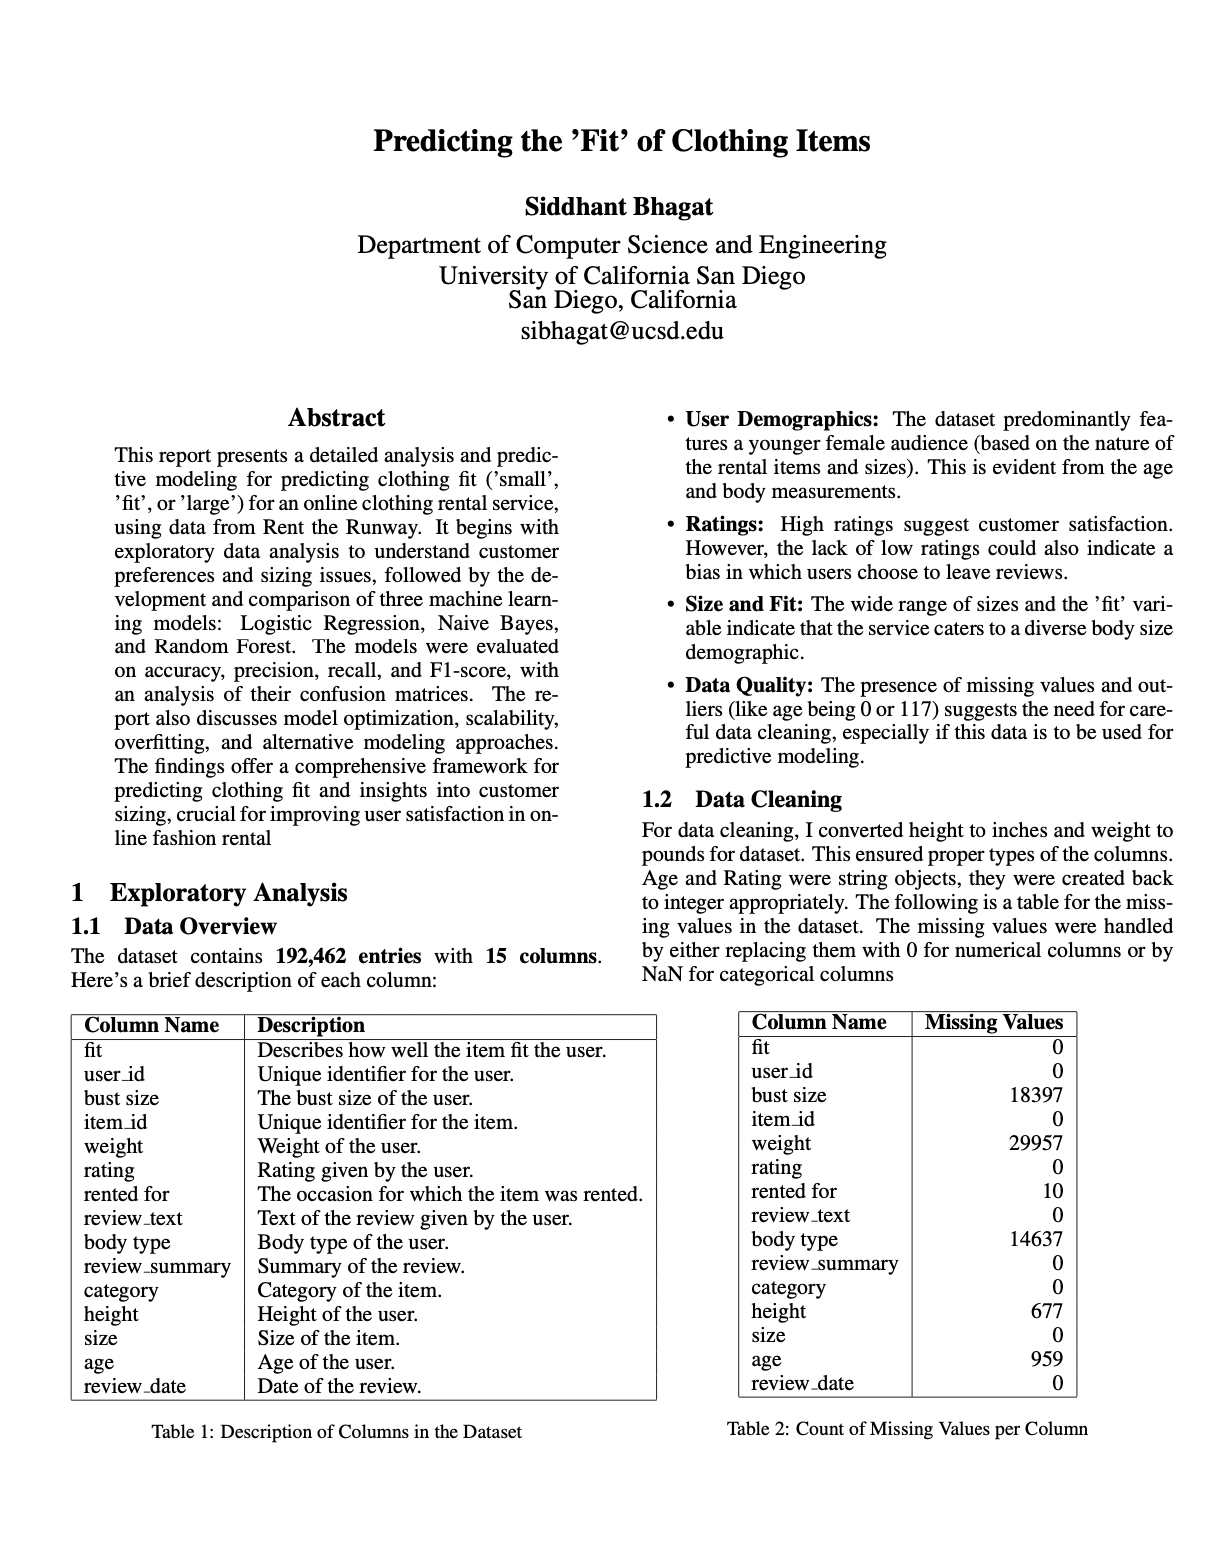 Predicting the ’Fit’ of Clothing Items
Siddhant Bhagat
Department of Computer Science and Engineering
University of California San Diego
San Diego, California
sibhagat@ucsd.edu
Abstract
This report presents a detailed analysis and predic-
tive modeling for predicting clothing fit (’small’,
’fit’, or ’large’) for an online clothing rental service,
using data from Rent the Runway. It begins with
exploratory data analysis to understand customer
preferences and sizing issues, followed by the de-
velopment and comparison of three machine learn-
ing models: Logistic Regression, Naive Bayes,
and Random Forest. The models were evaluated
on accuracy, precision, recall, and F1-score, with
an analysis of their confusion matrices. The re-
port also discusses model optimization, scalability,
overfitting, and alternative modeling approaches.
The findings offer a comprehensive framework for
predicting clothing fit and insights into customer
sizing, crucial for improving user satisfaction in on-
line fashion rental
1 Exploratory Analysis
1.1 Data Overview
The dataset contains 192,462 entries with 15 columns.
Here’s a brief description of each column:
Column Name Description
fit Describes how well the item fit the user.
user_id Unique identifier for the user.
bust size The bust size of the user.
item_id Unique identifier for the item.
weight Weight of the user.
rating Rating given by the user.
rented for The occasion for which the item was rented.
review_text Text of the review given by the user.
body type Body type of the user.
review_summary Summary of the review.
category Category of the item.
height Height of the user.
size Size of the item.
age Age of the user.
review_date Date of the review.
Table 1: Description of Columns in the Dataset
• User Demographics: The dataset predominantly fea-
tures a younger female audience (based on the nature of
the rental items and sizes). This is evident from the age
and body measurements.
• Ratings: High ratings suggest customer satisfaction.
However, the lack of low ratings could also indicate a
bias in which users choose to leave reviews.
• Size and Fit: The wide range of sizes and the ’fit’ vari-
able indicate that the service caters to a diverse body size
demographic.
• Data Quality: The presence of missing values and out-
liers (like age being 0 or 117) suggests the need for care-
ful data cleaning, especially if this data is to be used for
predictive modeling.
1.2 Data Cleaning
For data cleaning, I converted height to inches and weight to
pounds for dataset. This ensured proper types of the columns.
Age and Rating were string objects, they were created back
to integer appropriately. The following is a table for the miss-
ing values in the dataset. The missing values were handled
by either replacing them with 0 for numerical columns or by
NaN for categorical columns
Column Name Missing Values
fit 0
user_id 0
bust size 18397
item_id 0
weight 29957
rating 0
rented for 10
review_text 0
body type 14637
review_summary 0
category 0
height 677
size 0
age 959
review_date 0
Table 2: Count of Missing Values per Column